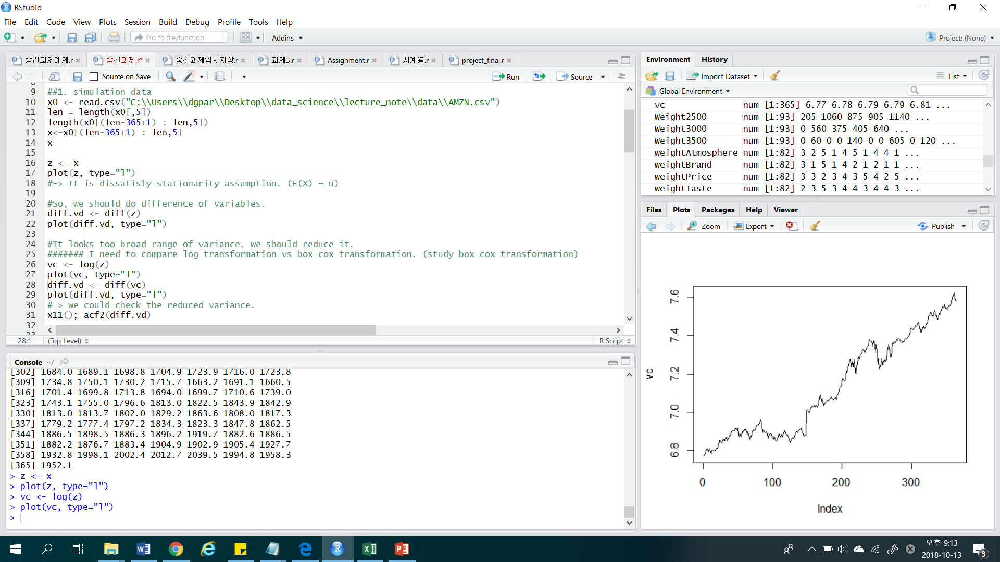 RStudio
File Edit Code View Plots Session Build Debug Profile Tools Help
Go to file/function Addins Project: (None)
중간과제예제.r 중간과제.r* 중간과제임시저장.r 과제3.r Assignment.r 시계열.r project_final.r
Source on Save Run Source
9 ##1. simulation data
10 x0 <- read.csv("C:\\Users\\dgpar\\Desktop\\data_science\\lecture_note\\data\\AMZN.csv")
11 len = length(x0[,5])
12 length(x0[(len-365+1) : len,5])
13 x<-x0[(len-365+1) : len,5]
14 x
15
16 z <- x
17 plot(z, type="l")
18 #-> It is dissatisfy stationarity assumption. (E(X) = u)
19
20 #So, we should do difference of variables.
21 diff.vd <- diff(z)
22 plot(diff.vd, type="l")
23
24 #It looks too broad range of variance. we should reduce it.
25 ####### I need to compare log transformation vs box-cox transformation. (study box-cox transformation)
26 vc <- log(z)
27 plot(vc, type="l")
28 diff.vd <- diff(vc)
29 plot(diff.vd, type="l")
30 #-> we could check the reduced variance.
31 x11(); acf2(diff.vd)
32
28:1 (Top Level) R Script
Console ~/
[302] 1684.0 1689.1 1698.8 1704.9 1723.9 1716.0 1723.8
[309] 1734.8 1750.1 1730.2 1715.7 1663.2 1691.1 1660.5
[316] 1701.4 1699.8 1713.8 1694.0 1699.7 1710.6 1739.0
[323] 1743.1 1755.0 1796.6 1813.0 1822.5 1843.9 1842.9
[330] 1813.0 1813.7 1802.0 1829.2 1863.6 1808.0 1817.3
[337] 1779.2 1777.4 1797.2 1834.3 1823.3 1847.8 1862.5
[344] 1886.5 1898.5 1886.3 1896.2 1919.7 1882.6 1886.5
[351] 1882.2 1876.7 1883.4 1904.9 1902.9 1905.4 1927.7
[358] 1932.8 1998.1 2002.4 2012.7 2039.5 1994.8 1958.3
[365] 1952.1
> z <- x
> plot(z, type="l")
> vc <- log(z)
> plot(vc, type="l")
>
Environment History
Import Dataset List
Global Environment
vc num [1:365] 6.77 6.78 6.79 6.79 6.81 ...
Weight2500 num [1:93] 205 1060 875 905 1140 ...
Weight3000 num [1:93] 0 560 375 405 640 ...
Weight3500 num [1:93] 0 60 0 0 140 0 0 605 0 120 ...
weightAtmosphere num [1:82] 3 2 5 1 4 5 1 4 4 1 ...
weightBrand num [1:82] 3 1 5 1 4 2 1 2 1 1 ...
weightPrice num [1:82] 3 3 2 3 4 3 5 4 2 5 ...
weightTaste num [1:82] 2 3 5 3 4 4 3 4 4 3 ...
Files Plots Packages Help Viewer
Zoom Export Publish
7.6
7.4
7.2
7.0
6.8
vc
0 100 200 300
Index
오후 9:13
2018-10-13
3